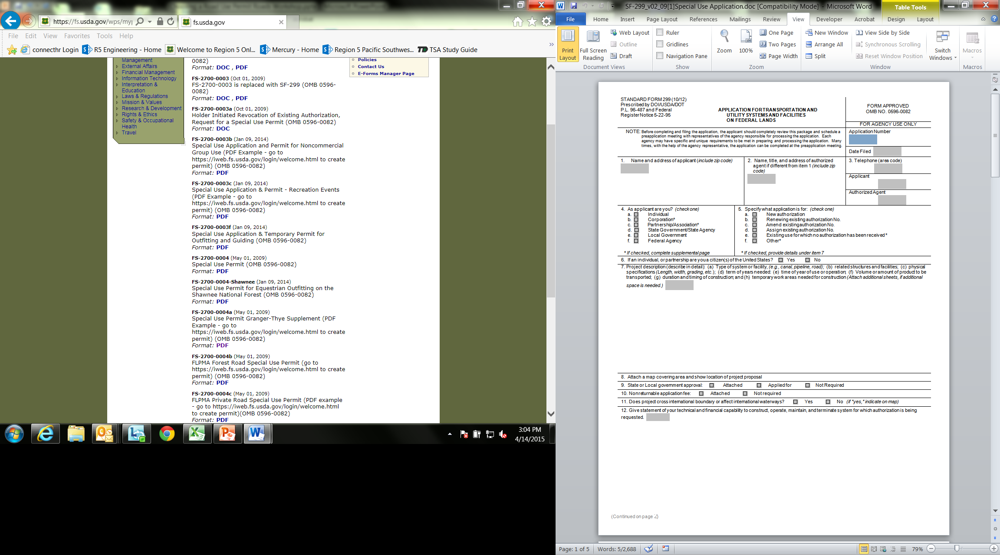 https://fs.usda.gov/wps/myp
fs.usda.gov
File Edit View Favorites Tools Help
connecthr Login R5 Engineering - Home Welcome to Region 5 Onl... Mercury - Home Region 5 Pacific Southwes... TSA Study Guide
Management
External Affairs
Financial Management
Information Technology
Interpretation &
Education
Laws & Regulations
Mission & Values
Research & Development
Rights & Ethics
Safety & Occupational
Health
Travel
0082)
Format: DOC , PDF
FS-2700-0003 (Oct 01, 2009)
FS-2700-0003 is replaced with SF-299 (OMB 0596-
0082)
Format: DOC , PDF
FS-2700-0003a (Oct 01, 2009)
Holder Initiated Revocation of Existing Authorization,
Request for a Special Use Permit (OMB 0596-0082)
Format: DOC
FS-2700-0003b (Jan 09, 2014)
Special Use Application and Permit for Noncommercial
Group Use (PDF Example - go to
https://iweb.fs.usda.gov/login/welcome.html to create
permit) (OMB 0596-0082)
Format: PDF
FS-2700-0003c (Jan 09, 2014)
Special Use Application & Permit - Recreation Events
(PDF Example - go to
https://iweb.fs.usda.gov/login/welcome.html to create
permit) (OMB 0596-0082)
Format: PDF
FS-2700-0003f (Jan 09, 2014)
Special Use Application & Temporary Permit for
Outfitting and Guiding (OMB 0596-0082)
Format: PDF
FS-2700-0004 (May 01, 2009)
Special Use Permit (OMB 0596-0082)
Format: PDF
FS-2700-0004-Shawnee (Jan 09, 2014)
Special Use Permit for Equestrian Outfitting on the
Shawnee National Forest (OMB 0596-0082)
Format: PDF
FS-2700-0004a (May 01, 2009)
Special Use Permit Granger-Thye Supplement (PDF
Example - go to
https://iweb.fs.usda.gov/login/welcome.html to create
permit) (OMB 0596-0082)
Format: PDF
FS-2700-0004b (May 01, 2009)
FLPMA Forest Road Special Use Permit (go to
https://iweb.fs.usda.gov/login/welcome.html to create
permit) (OMB 0596-0082)
Format: PDF
FS-2700-0004c (May 01, 2009)
FLPMA Private Road Special Use Permit (PDF example
- go to https://iweb.fs.usda.gov/login/welcome.html
to create permit)(OMB 0596-0082)
Format: PDF
Policies
Contact Us
E-Forms Manager Page
3:04 PM
4/14/2015
SF-299_v02_09[1]Special Use Application.doc [Compatibility Mode] - Microsoft Word
Table Tools
File Home Insert Page Layout References Mailings Review View Developer Acrobat Design Layout
Print Layout
Full Screen Reading
Web Layout
Outline
Draft
Document Views
Ruler
Gridlines
Navigation Pane
Show
Zoom
100%
One Page
Two Pages
Page Width
Zoom
New Window
Arrange All
Split
View Side by Side
Synchronous Scrolling
Reset Window Position
Switch Windows
Window
Macros
Macros
STANDARD FORM 299 (10/12)
Prescribed by DOI/USDA/DOT
P.L. 96-487 and Federal
Register Notice 5-22-95
APPLICATION FOR TRANSPORTATION AND
UTILITY SYSTEMS AND FACILITIES
ON FEDERAL LANDS
FORM APPROVED
OMB NO. 0596-0082
FOR AGENCY USE ONLY
NOTE: Before completing and filing the application, the applicant should completely review this package and schedule a
preapplication meeting with representatives of the agency responsible for processing the application. Each
agency may have specific and unique requirements to be met in preparing and processing the application. Many
times, with the help of the agency representative, the application can be completed at the preapplication meeting.
Application Number
Date Filed
1. Name and address of applicant (include zip code)
2. Name, title, and address of authorized
agent if different from item 1 (include zip
code)
3. Telephone (area code)
Applicant
Authorized Agent
4. As applicant are you? (check one)
a. Individual
b. Corporation*
c. Partnership/Association*
d. State Government/State Agency
e. Local Government
f. Federal Agency
* If checked, complete supplemental page
5. Specify what application is for: (check one)
a. New authorization
b. Renewing existing authorization No.
c. Amend existing authorization No.
d. Assign existing authorization No.
e. Existing use for which no authorization has been received *
f. Other*
* If checked, provide details under item 7
6. If an individual, or partnership are you a citizen(s) of the United States? Yes No
7. Project description (describe in detail): (a) Type of system or facility, (e.g., canal, pipeline, road); (b) related structures and facilities; (c) physical
specifications (Length, width, grading, etc.); (d) term of years needed: (e) time of year of use or operation; (f) Volume or amount of product to be
transported; (g) duration and timing of construction; and (h) temporary work areas needed for construction (Attach additional sheets, if additional
space is needed.)
8. Attach a map covering area and show location of project proposal
9. State or Local government approval: Attached Applied for Not Required
10. Nonreturnable application fee: Attached Not required
11. Does project cross international boundary or affect international waterways? Yes No (if "yes," indicate on map)
12. Give statement of your technical and financial capability to construct, operate, maintain, and terminate system for which authorization is being
requested.
(Continued on page 2)
Page: 1 of 5 Words: 5/2,688 79%